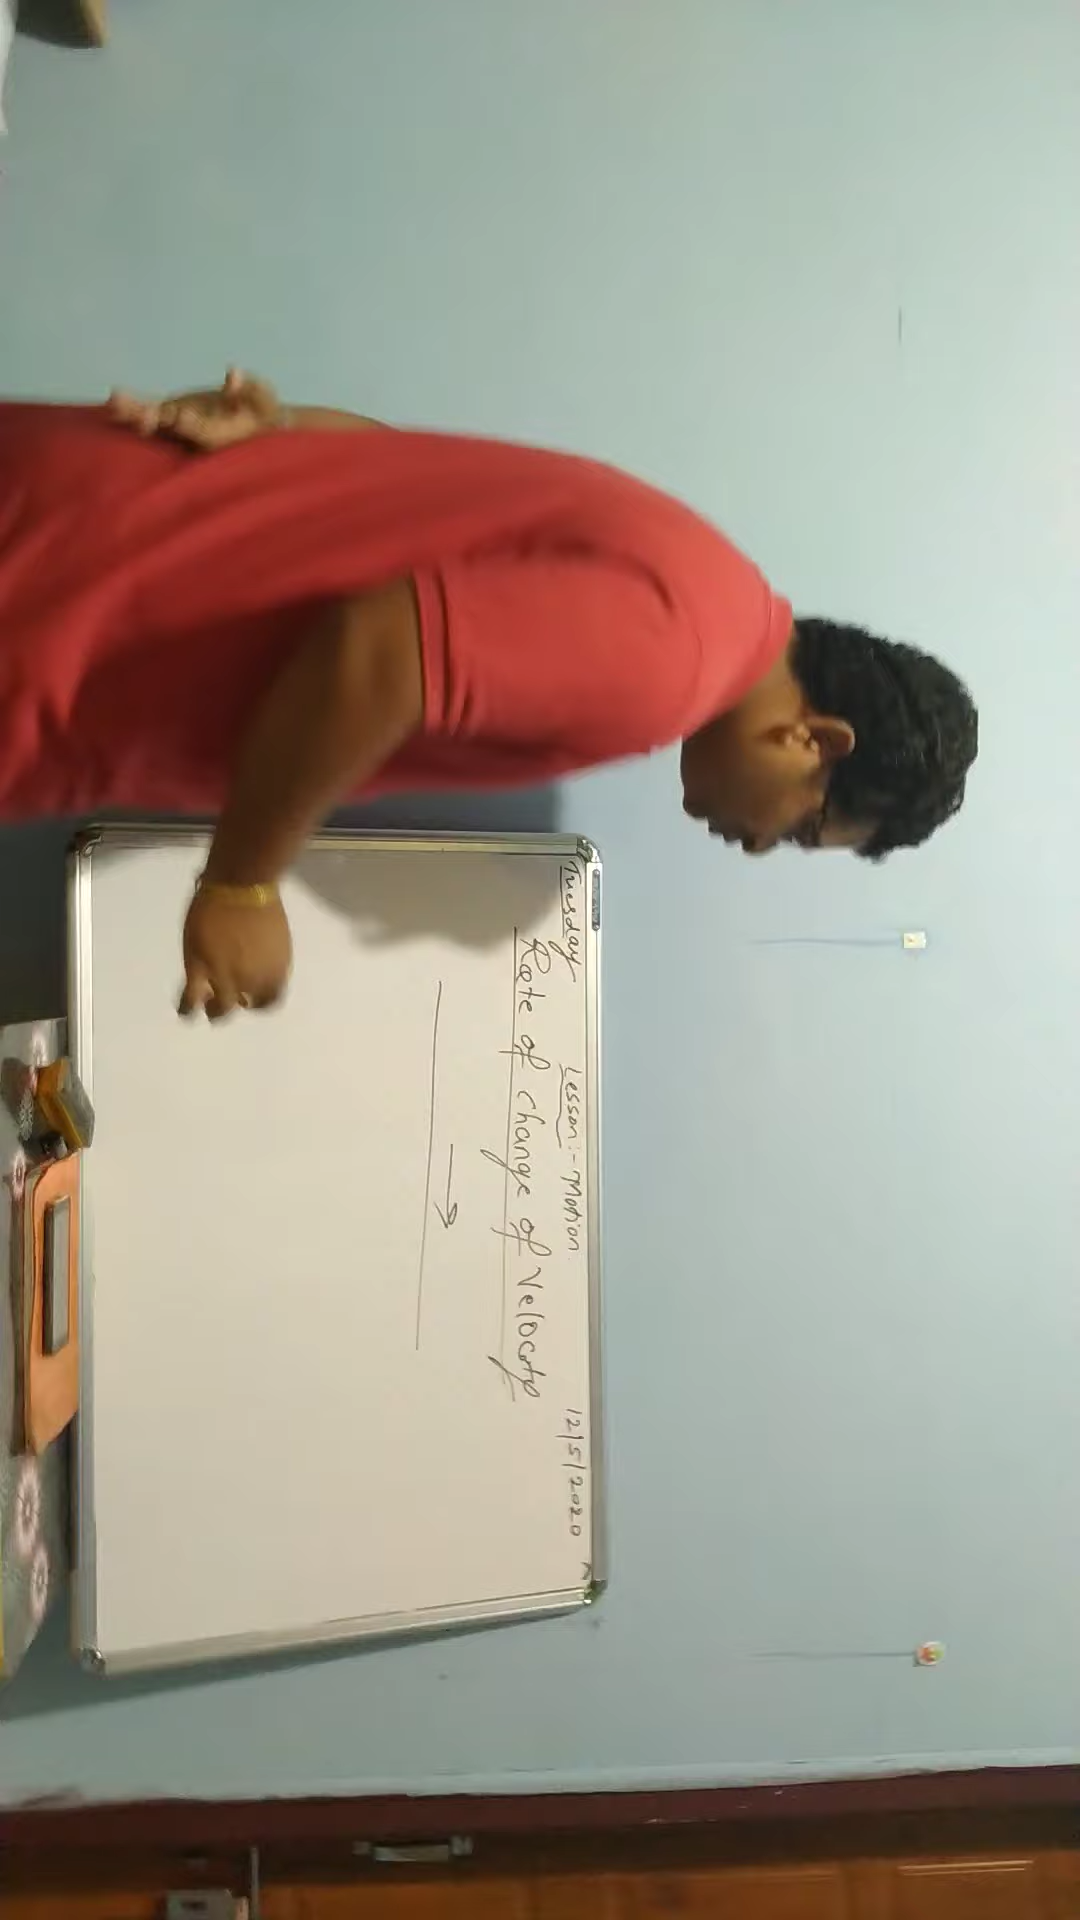 Tuesday Lesson:- Motion. 12/5/2020
Rate of change of Velocity